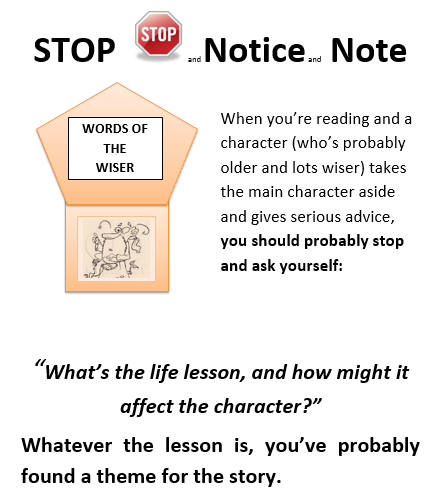 STOP STOP and Notice and Note
WORDS OF
THE
WISER
When you’re reading and a
character (who’s probably
older and lots wiser) takes
the main character aside
and gives serious advice,
you should probably stop
and ask yourself:
“What’s the life lesson, and how might it
affect the character?”
Whatever the lesson is, you’ve probably
found a theme for the story.